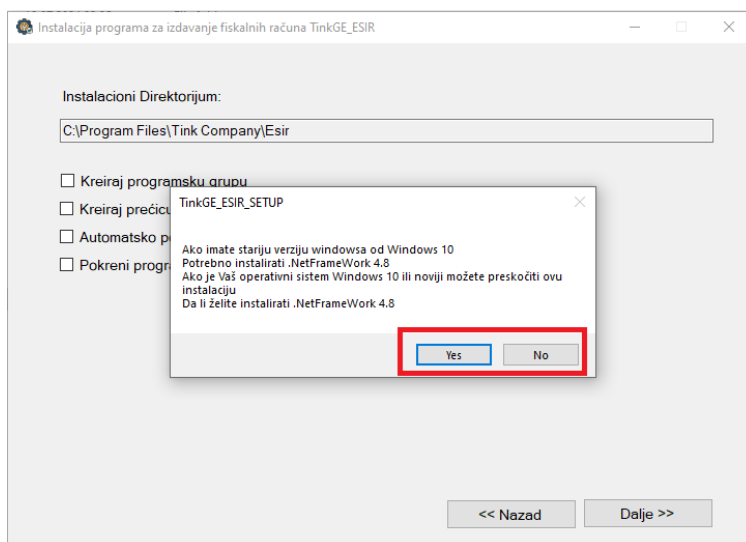 Instalacija programa za izdavanje fiskalnih računa TinkGE_ESIR
Instalacioni Direktorijum:
C:\Program Files\Tink Company\Esir
Kreiraj programsku grupu
Kreiraj
Automatsko
Pokreni
TinkGE_ESIR_SETUP
Ako imate stariju verziju windowsa od Windows 10
Potrebno instalirati .NetFrameWork 4.8
Ako je Vaš operativni sistem Windows 10 ili noviji možete preskočiti ovu
instalaciju
Da li želite instalirati .NetFrameWork 4.8
Yes No
<< Nazad Dalje >>